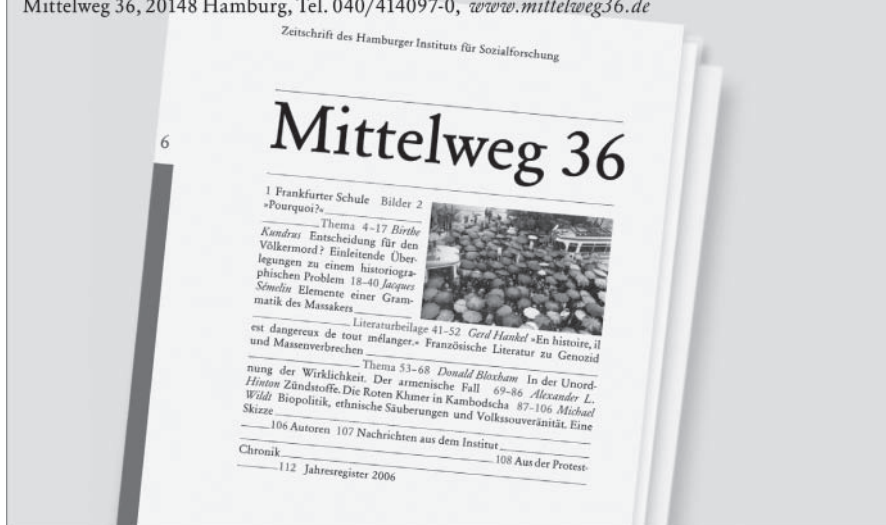 Mittelweg 36, 20148 Hamburg, Tel. 040/414097-0, www.mittelweg36.de
Zeitschrift des Hamburger Instituts für Sozialforschung
6
Mittelweg 36
1 Frankfurter Schule Bilder 2
»Pourquoi?«
Thema 4–17 Birthe
Kundrus Entscheidung für den
Völkermord? Einleitende Über-
legungen zu einem historiogra-
phischen Problem 18–40 Jacques
Sémelin Elemente einer Gram-
matik des Massakers
Literaturbeilage 41–52 Gerd Hankel »En histoire, il
est dangereux de tout mélanger.« Französische Literatur zu Genozid
und Massenverbrechen
Thema 53–68 Donald Bloxham In der Unord-
nung der Wirklichkeit. Der armenische Fall 69–86 Alexander L.
Hinton Zündstoffe. Die Roten Khmer in Kambodscha 87–106 Michael
Wildt Biopolitik, ethnische Säuberungen und Volkssouveränität. Eine
Skizze
106 Autoren 107 Nachrichten aus dem Institut
108 Aus der Protest-
Chronik
112 Jahresregister 2006